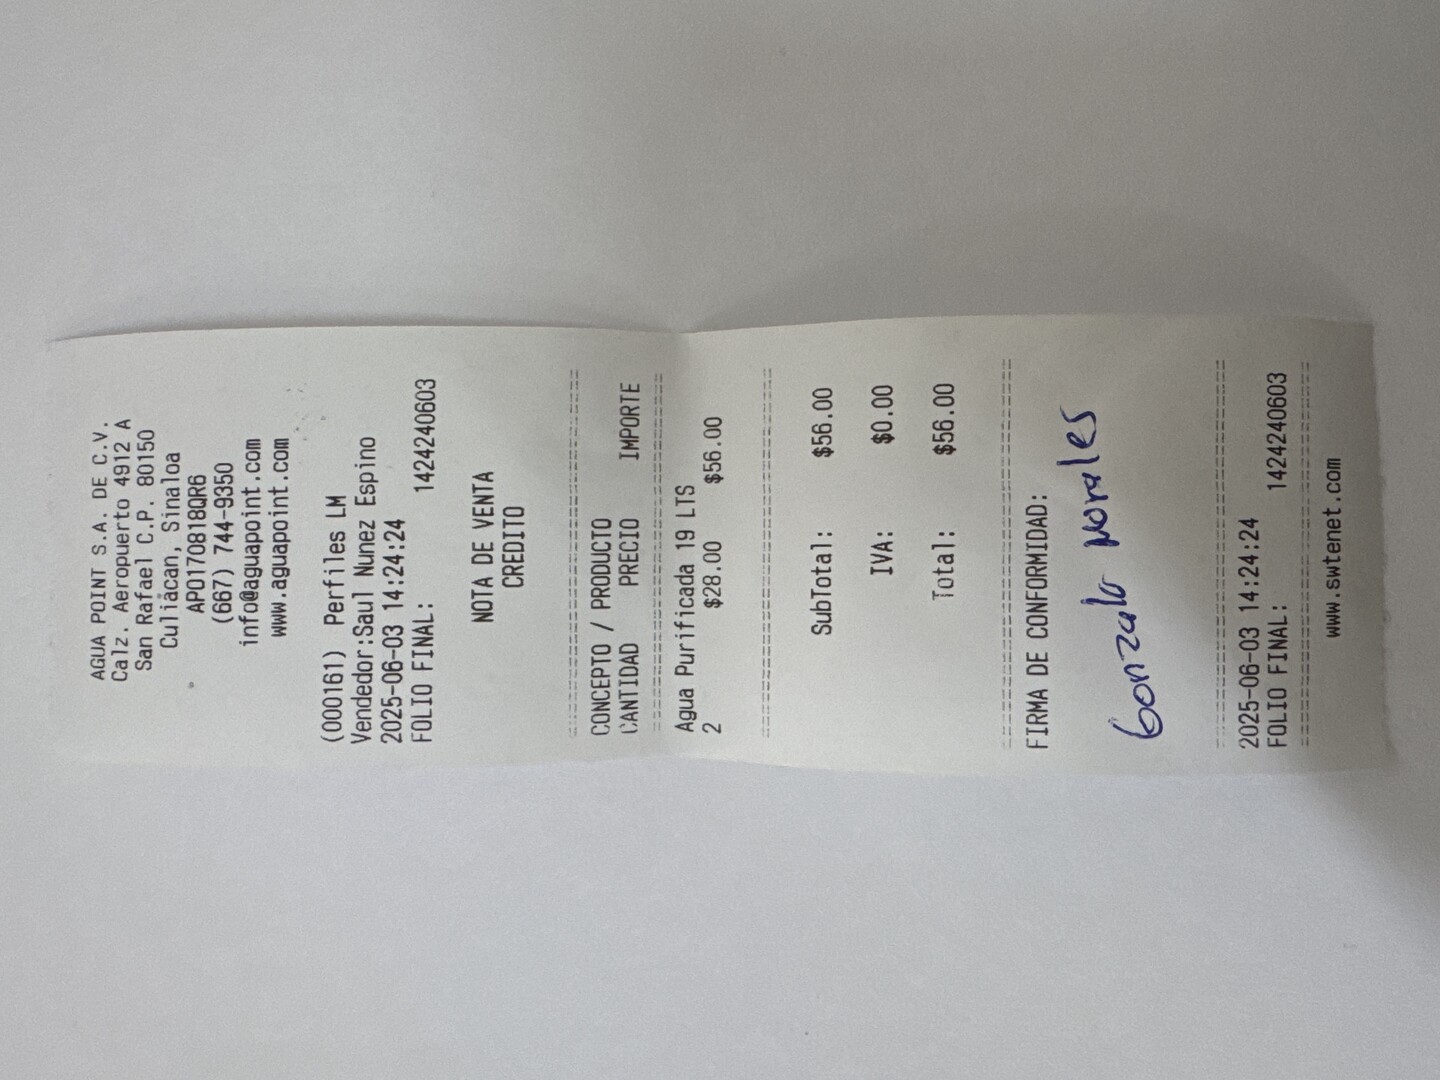 AGUA POINT S.A. DE C.V.
Calz. Aeropuerto 4912 A
San Rafael C.P. 80150
Culiacan, Sinaloa
APO170818QR6
(667) 744-9350
info@aguapoint.com
www.aguapoint.com
(000161) Perfiles LM
Vendedor:Saul Nunez Espino
2025-06-03 14:24:24
FOLIO FINAL: 1424240603
NOTA DE VENTA
CREDITO
CONCEPTO / PRODUCTO
CANTIDAD PRECIO IMPORTE
Agua Purificada 19 LTS
2 $28.00 $56.00
SubTotal: $56.00
IVA: $0.00
Total: $56.00
FIRMA DE CONFORMIDAD:
Gonzalo Morales
2025-06-03 14:24:24
FOLIO FINAL: 1424240603
www.swtenet.com